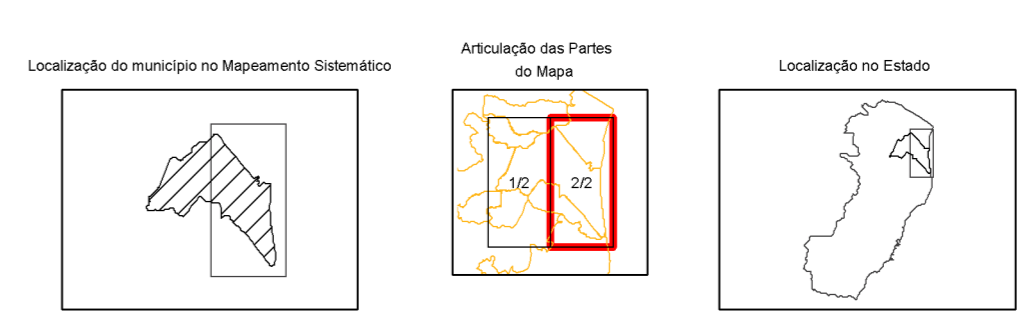 Localização do município no Mapeamento Sistemático
Articulação das Partes
do Mapa
Localização no Estado
1/2
2/2